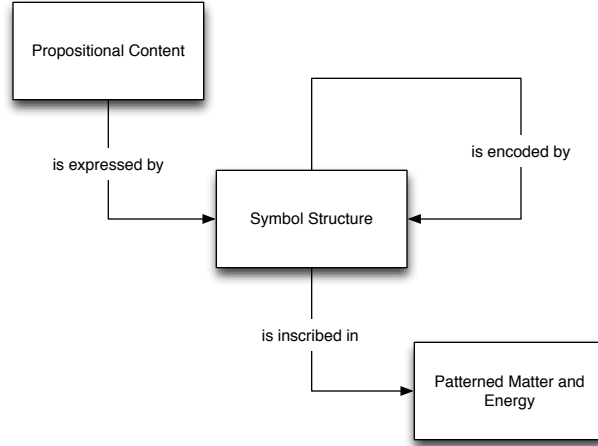 Propositional Content
is expressed by
is encoded by
Symbol Structure
is inscribed in
Patterned Matter and
Energy